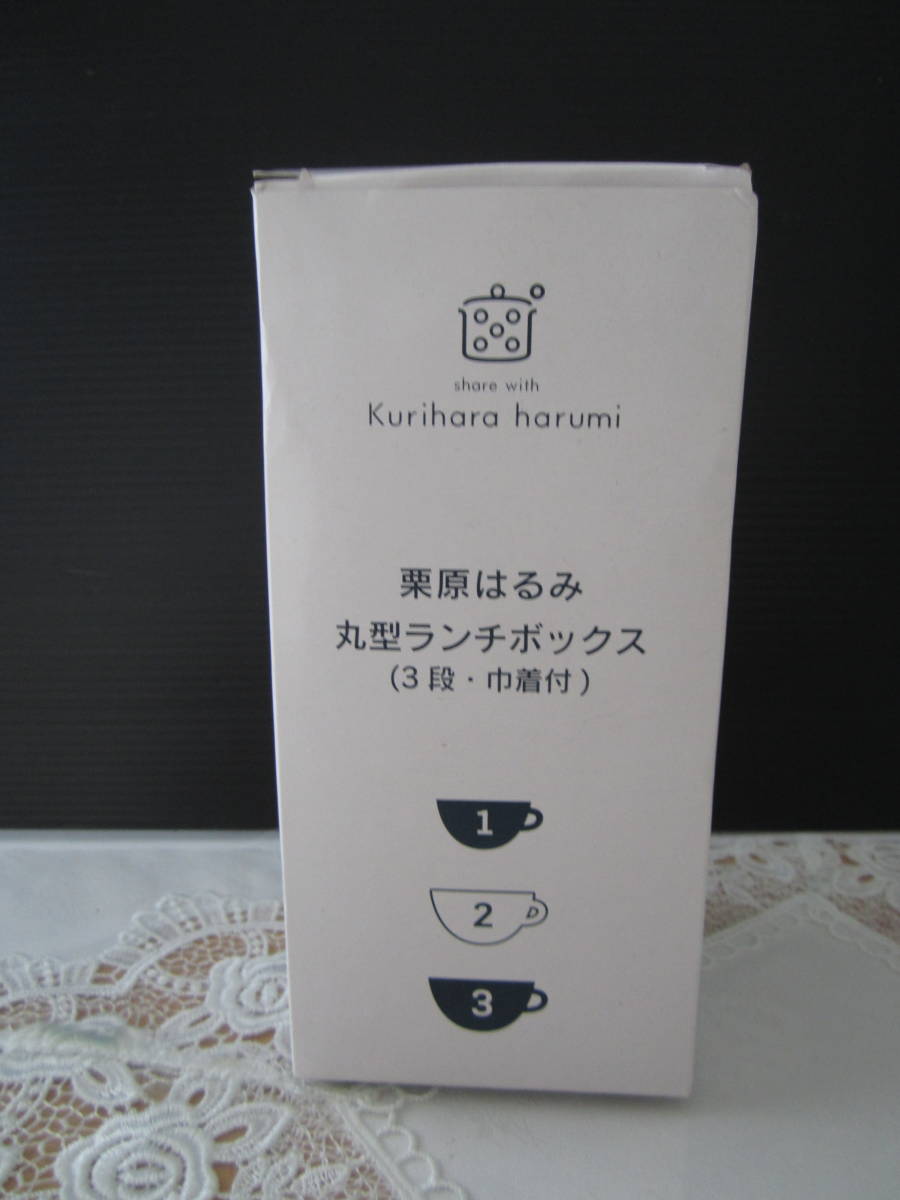 share with
Kurihara harumi
栗原はるみ
丸型ランチボックス
(3段・巾着付)
1
2
3